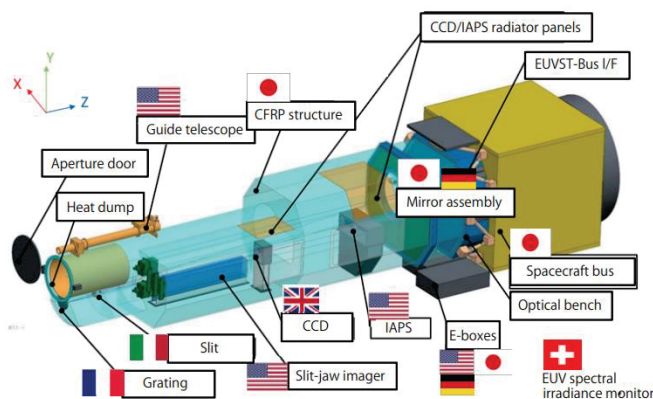 CCD/IAPS radiator panels
EUVST-Bus I/F
CFRP structure
Guide telescope
Aperture door
Heat dump
Mirror assembly
Spacecraft bus
Optical bench
Slit
CCD
IAPS
E-boxes
Grating
Slit-jaw imager
EUV spectral
irradiance monitor
Y
X
Z